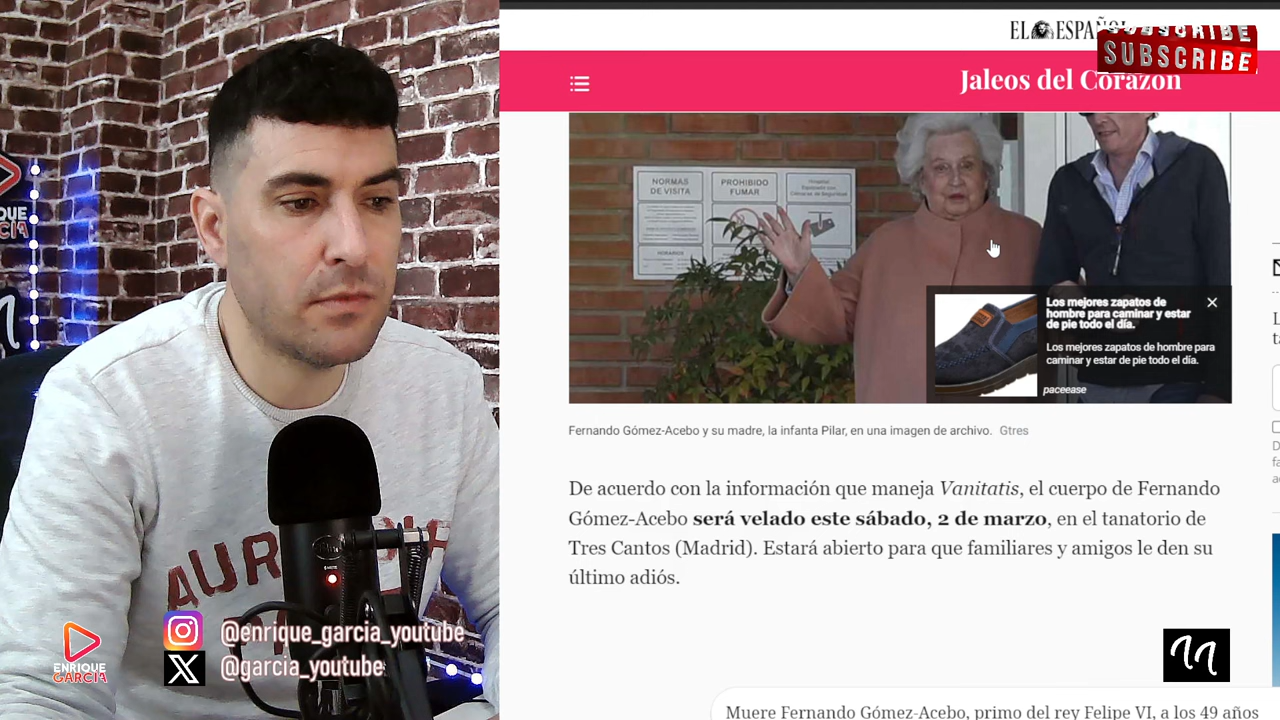 EL ESPAÑOL
SUBSCRIBE
SUBSCRIBE
Jaleos del Corazón
NORMAS
DE VISITA
PROHIBIDO
FUMAR
HORARIOS
Los mejores zapatos de
hombre para caminar y estar
de pie todo el día.
Los mejores zapatos de hombre para
caminar y estar de pie todo el día.
paceease
Fernando Gómez-Acebo y su madre, la infanta Pilar, en una imagen de archivo. Gtres
De acuerdo con la información que maneja Vanitatis, el cuerpo de Fernando
Gómez-Acebo será velado este sábado, 2 de marzo, en el tanatorio de
Tres Cantos (Madrid). Estará abierto para que familiares y amigos le den su
último adiós.
Muere Fernando Gómez-Acebo, primo del rey Felipe VI, a los 49 años
@enrique_garcia_youtube
@garcia_youtube
ENRIQUE
GARCIA